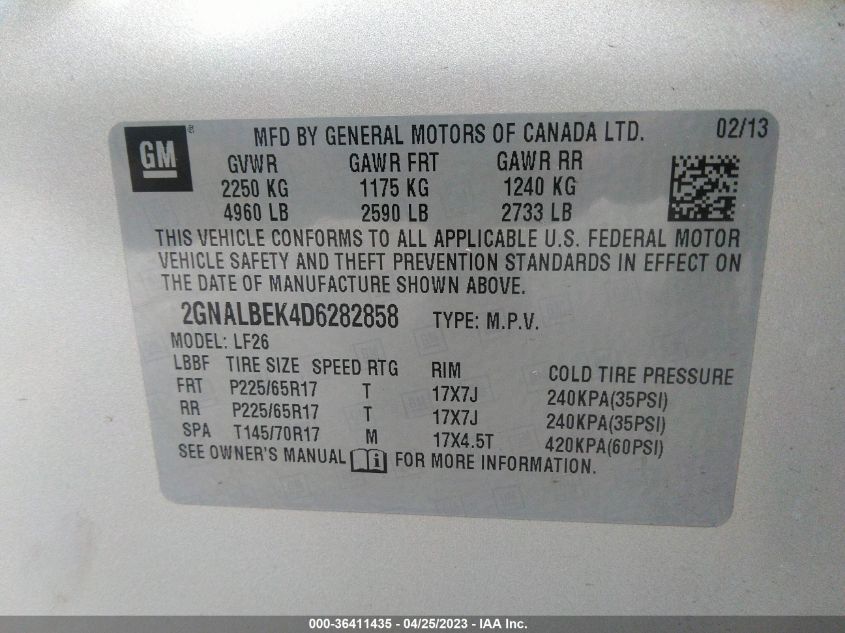 GM
MFD BY GENERAL MOTORS OF CANADA LTD. 02/13
GVWR GAWR FRT GAWR RR
2250 KG 1175 KG 1240 KG
4960 LB 2590 LB 2733 LB
THIS VEHICLE CONFORMS TO ALL APPLICABLE U.S. FEDERAL MOTOR
VEHICLE SAFETY AND THEFT PREVENTION STANDARDS IN EFFECT ON
THE DATE OF MANUFACTURE SHOWN ABOVE.
2GNALBEK4D6282858 TYPE: M.P.V.
MODEL: LF26
LBBF TIRE SIZE SPEED RTG RIM COLD TIRE PRESSURE
FRT P225/65R17 T 17X7J 240KPA(35PSI)
RR P225/65R17 T 17X7J 240KPA(35PSI)
SPA T145/70R17 M 17X4.5T 420KPA(60PSI)
SEE OWNER'S MANUAL FOR MORE INFORMATION.
000-36411435 - 04/25/2023 - IAA Inc.